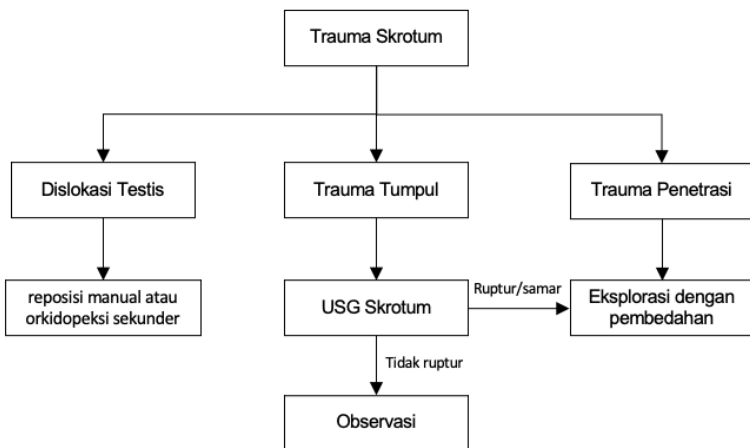 Trauma Skrotum
Dislokasi Testis
Trauma Tumpul
Trauma Penetrasi
reposisi manual atau
orkidopeksi sekunder
USG Skrotum
Ruptur/samar
Eksplorasi dengan
pembedahan
Tidak ruptur
Observasi